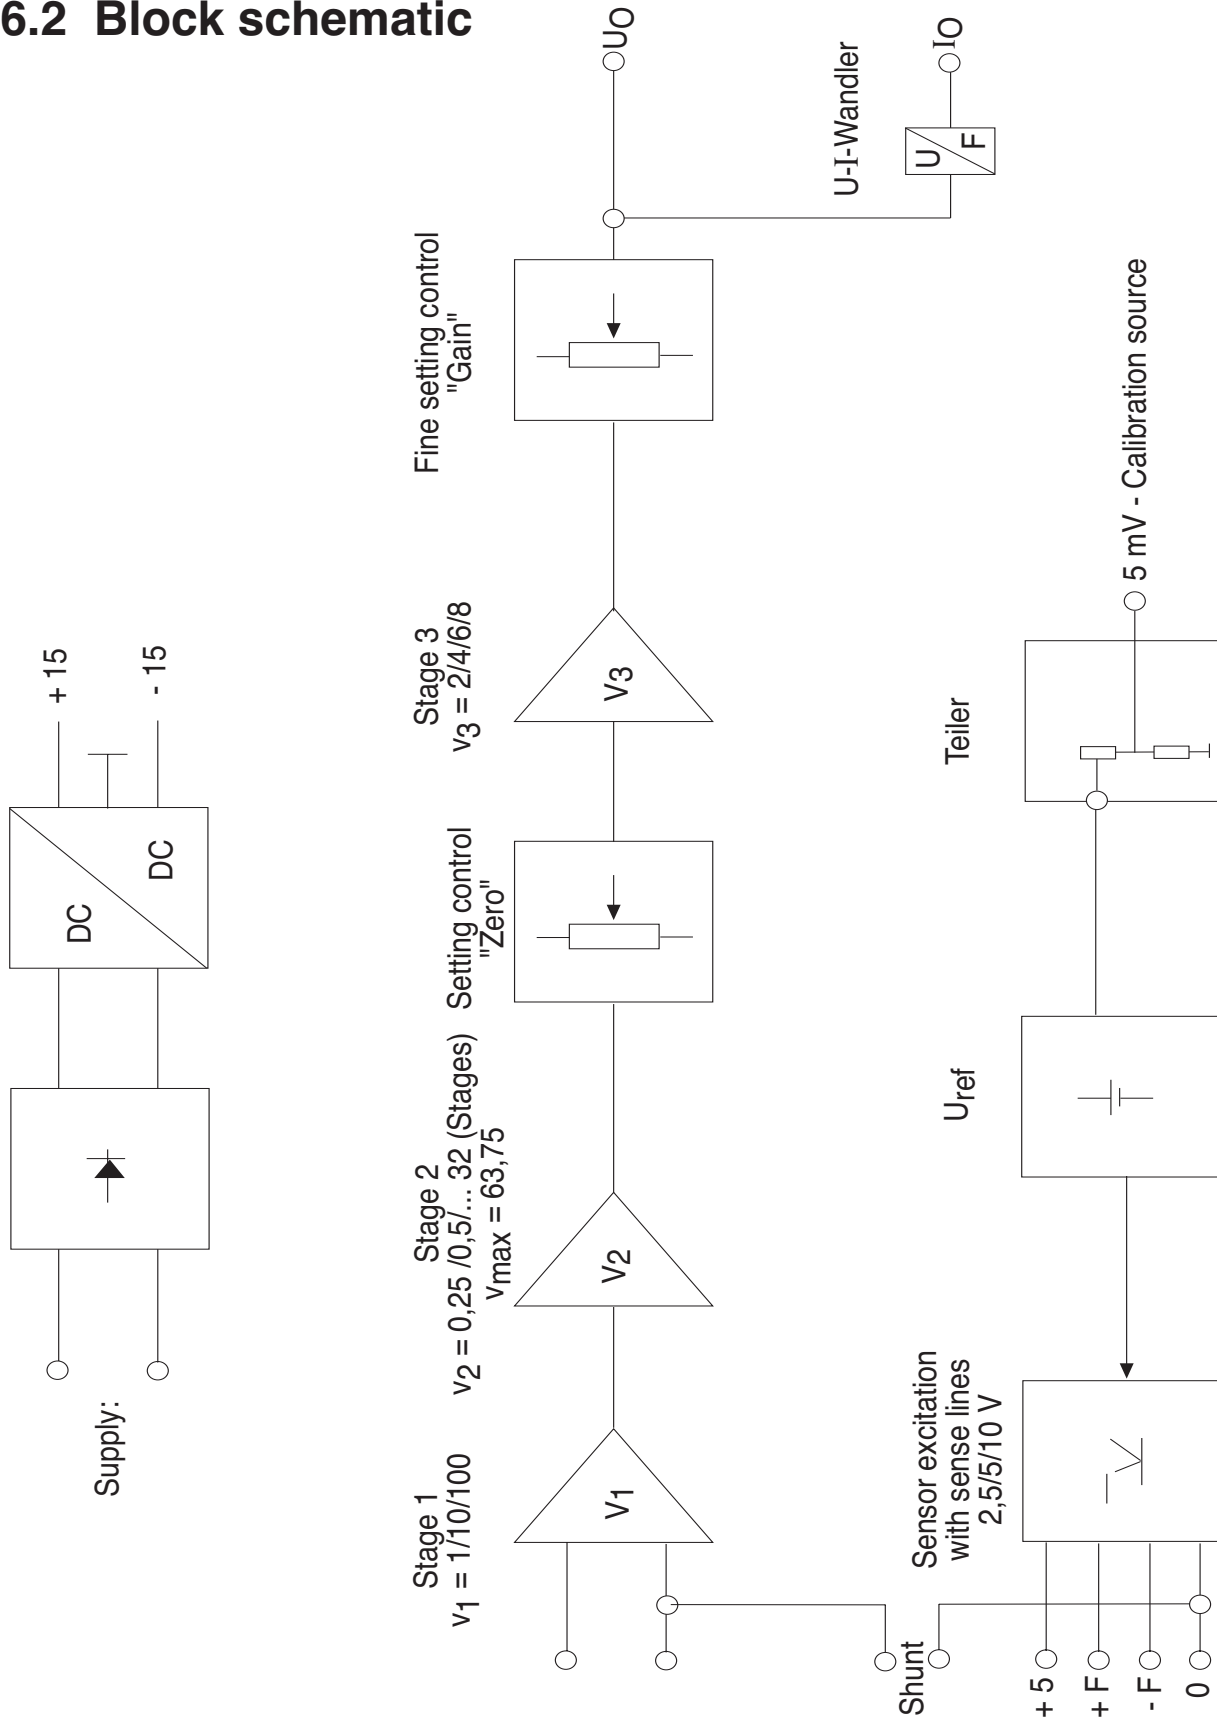 6.2 Block schematic
Supply:
DC
DC
+ 15
- 15
Stage 1
v1 = 1/10/100
V1
Stage 2
v2 = 0,25 /0,5/... 32 (Stages)
vmax = 63,75
V2
Setting control
"Zero"
Stage 3
v3 = 2/4/6/8
V3
Fine setting control
"Gain"
UO
U-I-Wandler
U
F
IO
Shunt
Sensor excitation
with sense lines
2,5/5/10 V
+ 5
+ F
- F
0
Uref
Teiler
5 mV - Calibration source